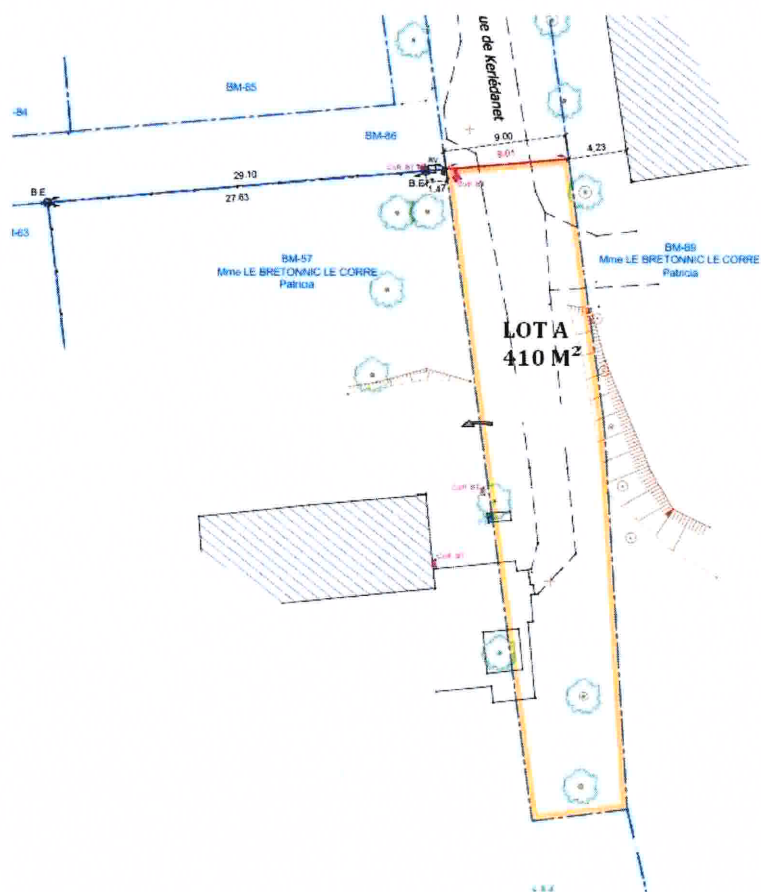 ue de Kerlédanet
BM-85
-84
BM-86
9.00
9.01
4,23
29.10
27.63
B.E
B.E
1.47
BM-57
Mme LE BRETONNIC LE CORRE
Patricia
BM-89
Mme LE BRETONNIC LE CORRE
Patricia
LOT A
410 M²